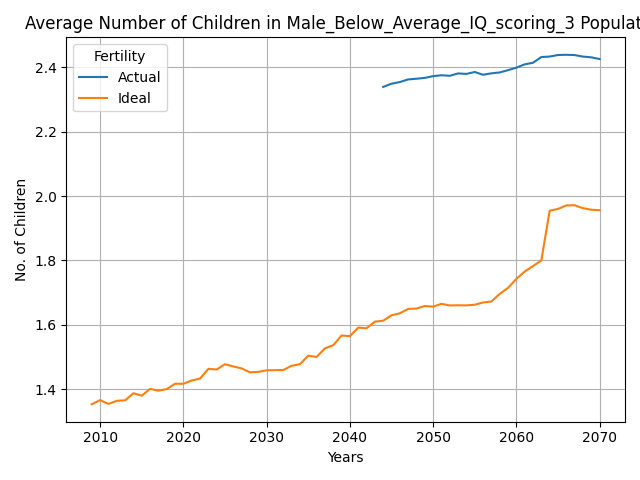 Average Number of Children in Male_Below_Average_IQ_scoring_3 Populat
Fertility
Actual
Ideal
2.4
2.2
2.0
1.8
1.6
1.4
No. of Children
2010 2020 2030 2040 2050 2060 2070
Years